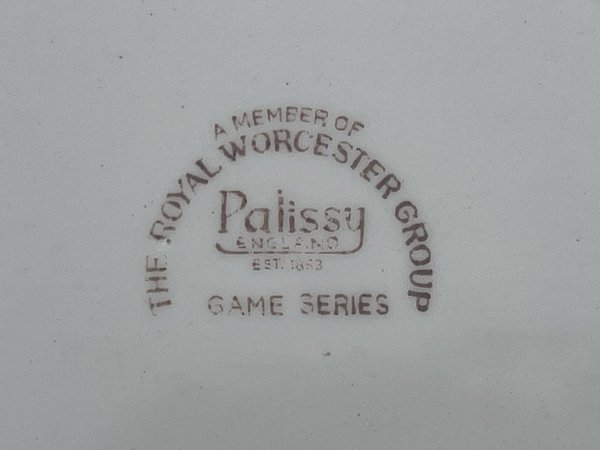 A MEMBER OF
THE ROYAL WORCESTER GROUP
Palissy
ENGLAND
EST. 1853
GAME SERIES